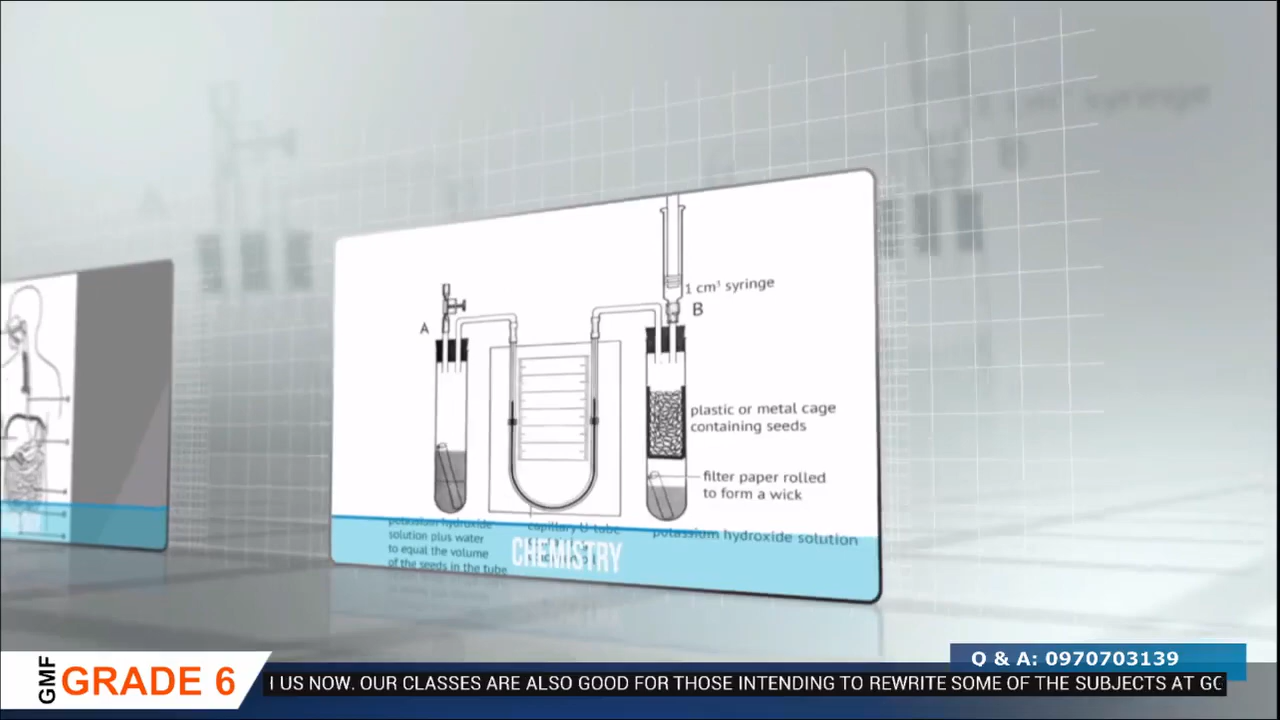 1 cm³ syringe
A
B
plastic or metal cage
containing seeds
filter paper rolled
to form a wick
potassium hydroxide
solution plus water
to equal the volume
of the seeds in the tube
capillary U-tube
potassium hydroxide solution
CHEMISTRY
Q & A: 0970703139
GMF
GRADE 6
I US NOW. OUR CLASSES ARE ALSO GOOD FOR THOSE INTENDING TO REWRITE SOME OF THE SUBJECTS AT GC